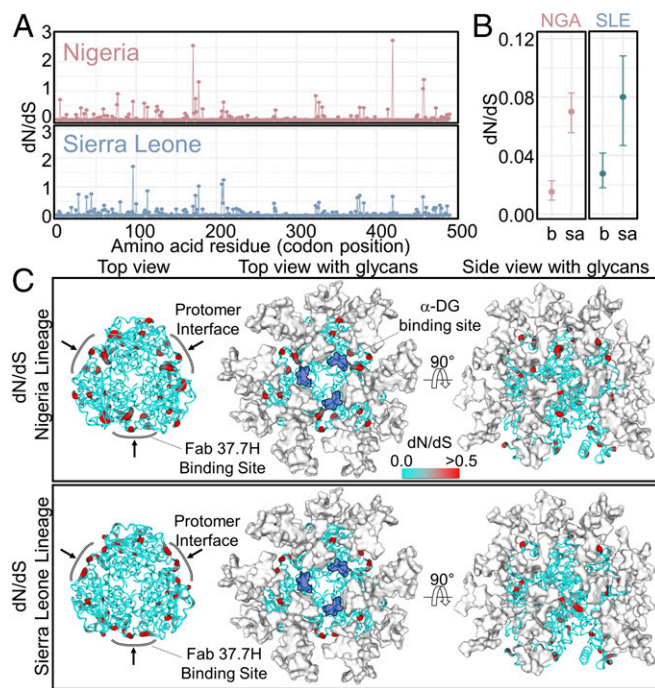 A
3
2
1
0
dN/dS
Nigeria
3
2
1
0
dN/dS
Sierra Leone
0 100 200 300 400 500
Amino acid residue (codon position)
B
NGA SLE
0.12
0.08
0.04
0.00
dN/dS
b sa b sa
C
Top view Top view with glycans Side view with glycans
dN/dS
Nigeria Lineage
Protomer
Interface
Fab 37.7H
Binding Site
α-DG
binding site
90°
dN/dS
0.0 >0.5
dN/dS
Sierra Leone Lineage
Protomer
Interface
Fab 37.7H
Binding Site
90°